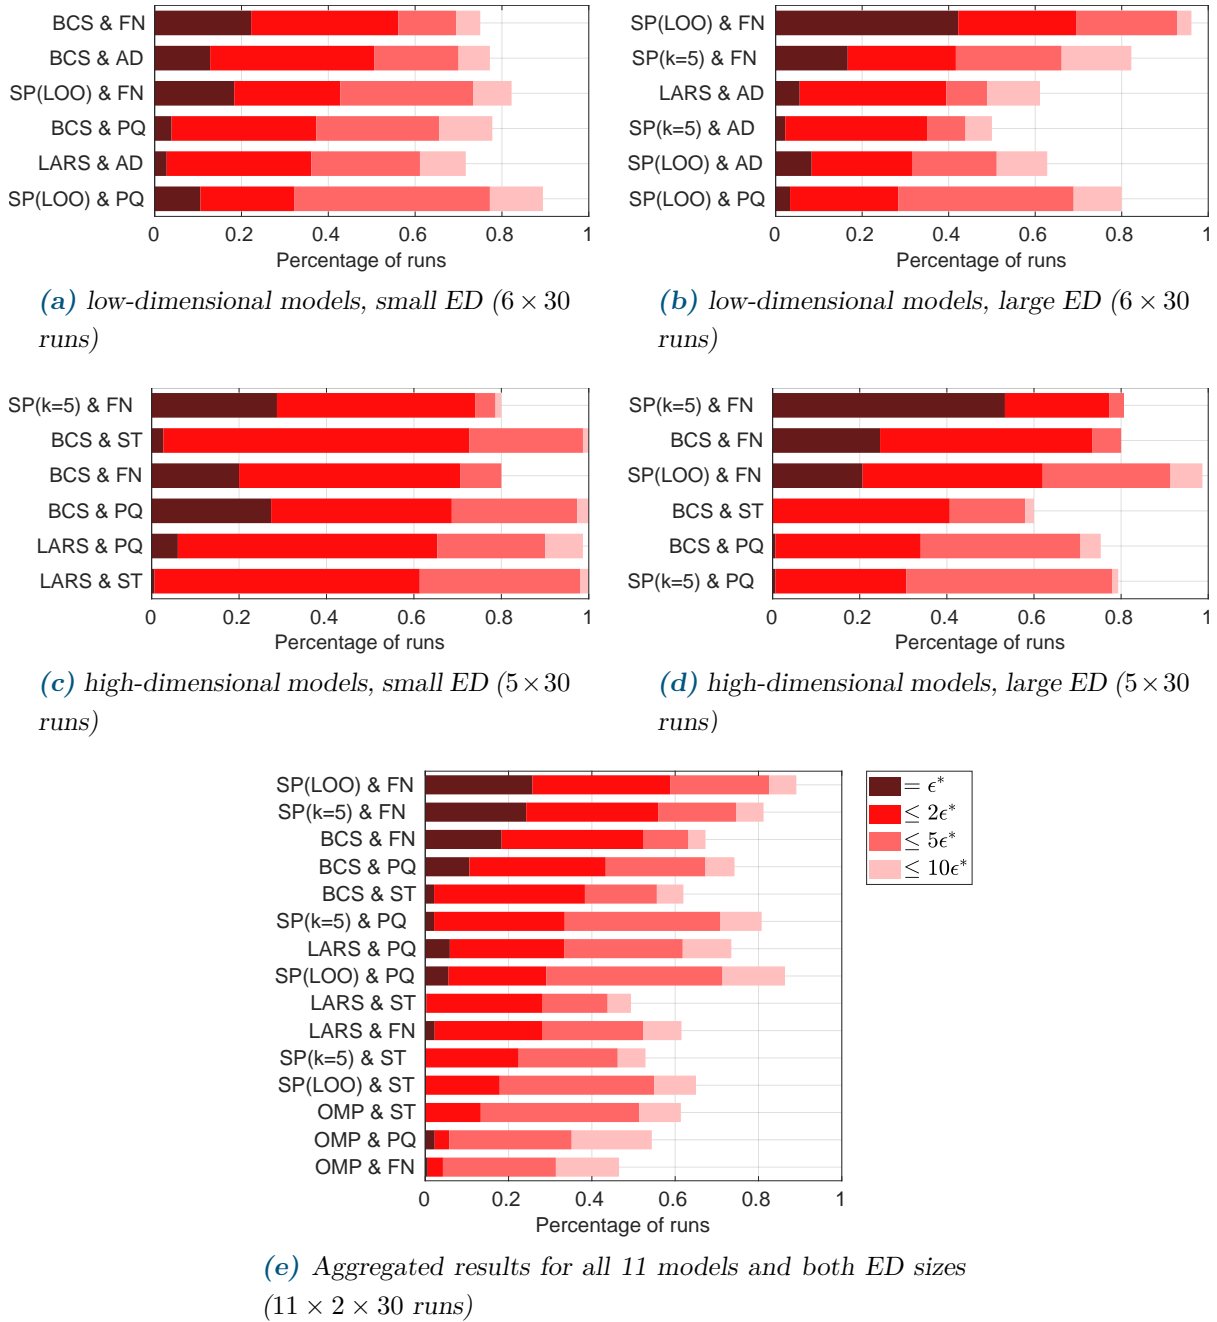 BCS & FN
BCS & AD
SP(LOO) & FN
BCS & PQ
LARS & AD
SP(LOO) & PQ
0 0.2 0.4 0.6 0.8 1
Percentage of runs
(a) low-dimensional models, small ED (6 × 30
runs)
SP(LOO) & FN
SP(k=5) & FN
LARS & AD
SP(k=5) & AD
SP(LOO) & AD
SP(LOO) & PQ
0 0.2 0.4 0.6 0.8 1
Percentage of runs
(b) low-dimensional models, large ED (6 × 30
runs)
SP(k=5) & FN
BCS & ST
BCS & FN
BCS & PQ
LARS & PQ
LARS & ST
0 0.2 0.4 0.6 0.8 1
Percentage of runs
(c) high-dimensional models, small ED (5 × 30
runs)
SP(k=5) & FN
BCS & FN
SP(LOO) & FN
BCS & ST
BCS & PQ
SP(k=5) & PQ
0 0.2 0.4 0.6 0.8 1
Percentage of runs
(d) high-dimensional models, large ED (5 × 30
runs)
SP(LOO) & FN
SP(k=5) & FN
BCS & FN
BCS & PQ
BCS & ST
SP(k=5) & PQ
LARS & PQ
SP(LOO) & PQ
LARS & ST
LARS & FN
SP(k=5) & ST
SP(LOO) & ST
OMP & ST
OMP & PQ
OMP & FN
0 0.2 0.4 0.6 0.8 1
Percentage of runs
= ϵ*
≤ 2ϵ*
≤ 5ϵ*
≤ 10ϵ*
(e) Aggregated results for all 11 models and both ED sizes
(11 × 2 × 30 runs)